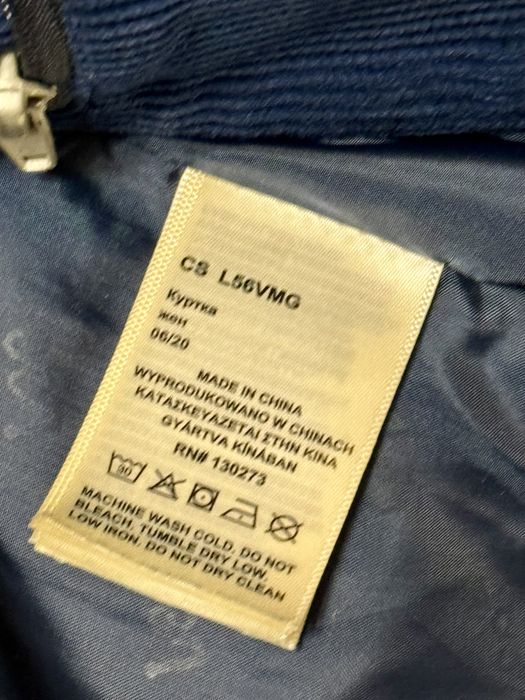 CS L56VMG
Куртка
жен
06/20
MADE IN CHINA
WYPRODUKOWANO W CHINACH
ΚΑΤΑΣΚΕΥΑΖΕΤΑΙ ΣΤΗΝ ΚΙΝΑ
GYÁRTVA KÍNÁBAN
RN# 130273
30
MACHINE WASH COLD, DO NOT
BLEACH, TUMBLE DRY LOW,
LOW IRON, DO NOT DRY CLEAN